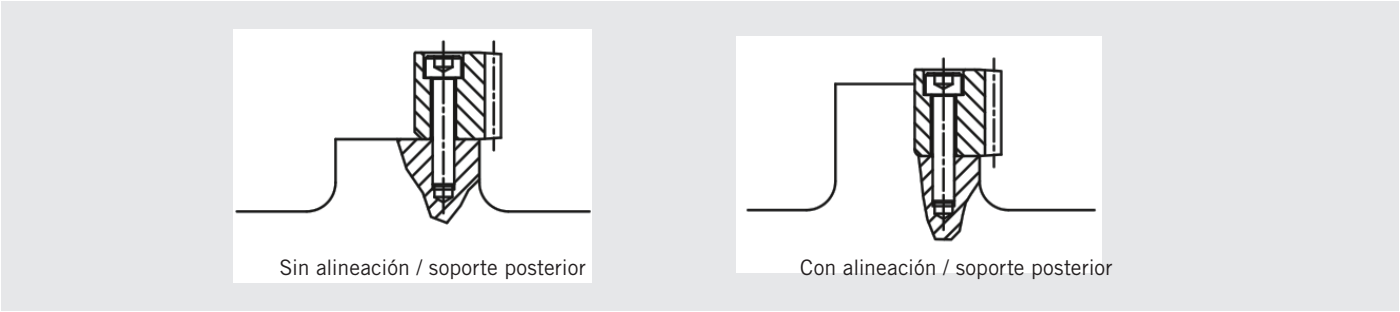 Sin alineación / soporte posterior
Con alineación / soporte posterior